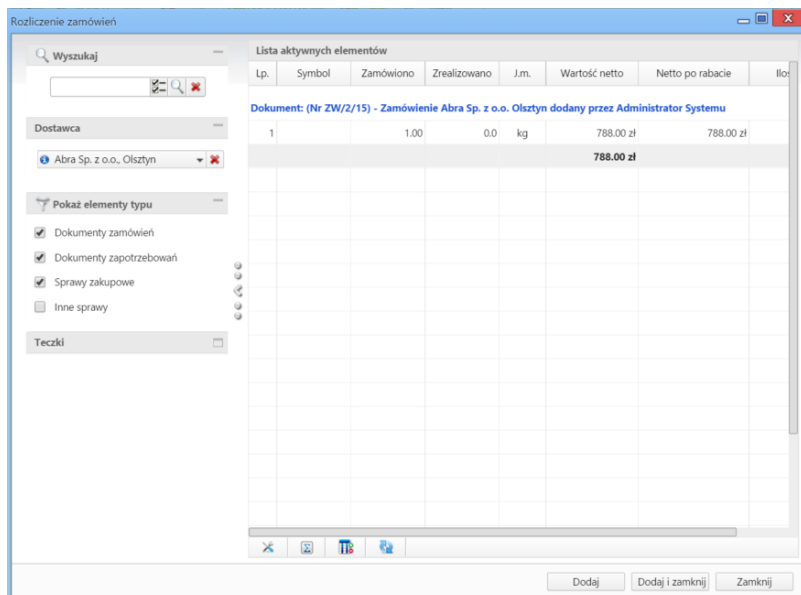 Rozliczenie zamówień
Wyszukaj
Dostawca
Abra Sp. z o.o., Olsztyn
Pokaż elementy typu
Dokumenty zamówień
Dokumenty zapotrzebowań
Sprawy zakupowe
Inne sprawy
Teczki
Lista aktywnych elementów
Lp. Symbol Zamówiono Zrealizowano J.m. Wartość netto Netto po rabacie Iloś
Dokument: (Nr ZW/2/15) - Zamówienie Abra Sp. z o.o. Olsztyn dodany przez Administrator Systemu
1 1.00 0.0 kg 788.00 zł 788.00 zł
788.00 zł
Dodaj Dodaj i zamknij Zamknij